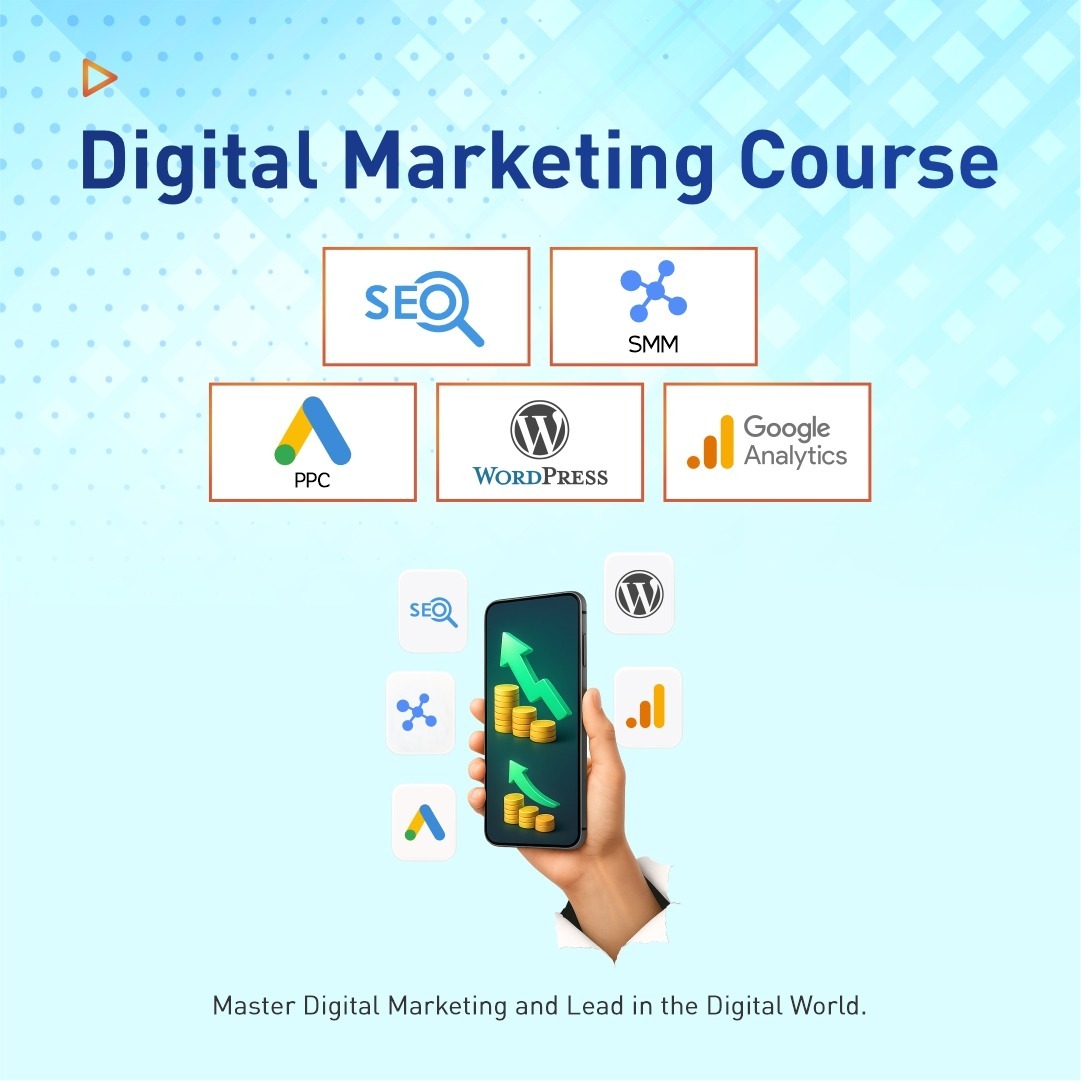 Digital Marketing Course
SEO
SMM
PPC
WORDPRESS
Google
Analytics
SEO
Master Digital Marketing and Lead in the Digital World.